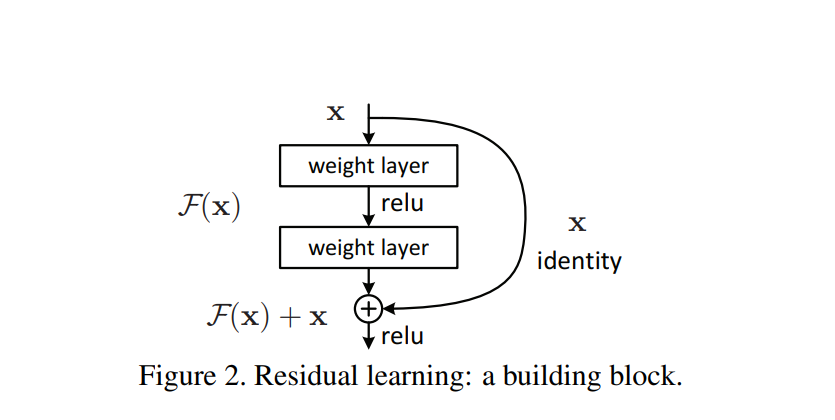 x
weight layer
F(x)
relu
weight layer
x
identity
F(x) + x
relu
Figure 2. Residual learning: a building block.